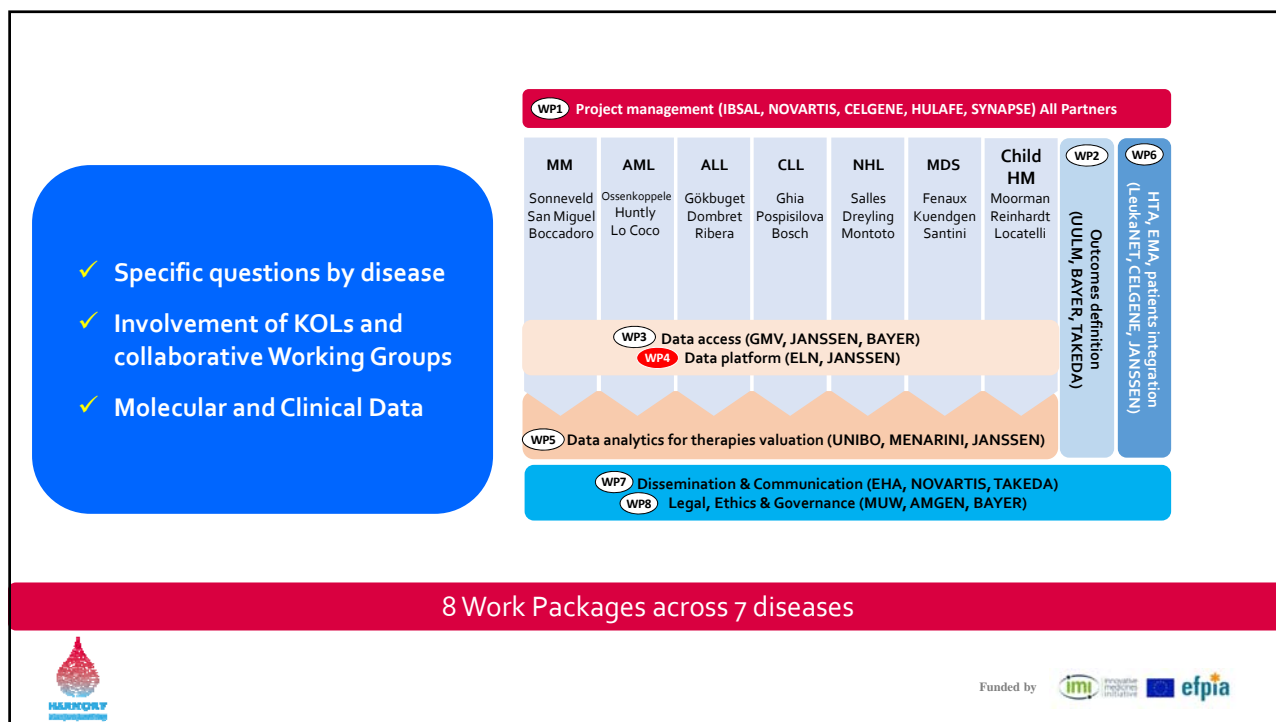 WP1 Project management (IBSAL, NOVARTIS, CELGENE, HULAFE, SYNAPSE) All Partners
MM
Sonneveld
San Miguel
Boccadoro
AML
Ossenkoppele
Huntly
Lo Coco
ALL
Gökbuget
Dombret
Ribera
CLL
Ghia
Pospisilova
Bosch
NHL
Salles
Dreyling
Montoto
MDS
Fenaux
Kuendgen
Santini
Child
HM
Moorman
Reinhardt
Locatelli
WP2
Outcomes definition
(UULM, BAYER, TAKEDA)
WP6
HTA, EMA, patients integration
(LeukaNET, CELGENE, JANSSEN)
✓ Specific questions by disease
✓ Involvement of KOLs and
collaborative Working Groups
✓ Molecular and Clinical Data
WP3 Data access (GMV, JANSSEN, BAYER)
WP4 Data platform (ELN, JANSSEN)
WP5 Data analytics for therapies valuation (UNIBO, MENARINI, JANSSEN)
WP7 Dissemination & Communication (EHA, NOVARTIS, TAKEDA)
WP8 Legal, Ethics & Governance (MUW, AMGEN, BAYER)
8 Work Packages across 7 diseases
Funded by
imi
innovative
medicines
initiative
efpia